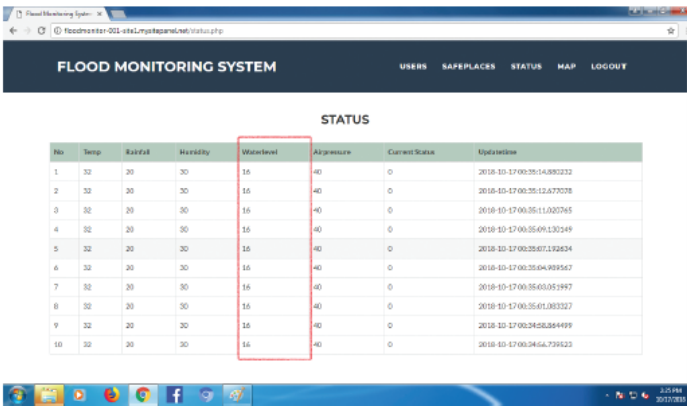 Flood Monitoring System
floodmonitor-001-site1.mysitepanel.net/status.php
FLOOD MONITORING SYSTEM USERS SAFEPLACES STATUS MAP LOGOUT
STATUS
No Temp Rainfall Humidity Waterlevel Airpressure Current Status Updatetime
1 32 20 30 16 40 0 2018-10-17 00:35:14.880232
2 32 20 30 16 40 0 2018-10-17 00:35:12.677078
3 32 20 30 16 40 0 2018-10-17 00:35:11.020765
4 32 20 30 16 40 0 2018-10-17 00:35:09.130149
5 32 20 30 16 40 0 2018-10-17 00:35:07.192634
6 32 20 30 16 40 0 2018-10-17 00:35:04.989567
7 32 20 30 16 40 0 2018-10-17 00:35:03.051997
8 32 20 30 16 40 0 2018-10-17 00:35:01.083327
9 32 20 30 16 40 0 2018-10-17 00:34:58.864499
10 32 20 30 16 40 0 2018-10-17 00:34:56.739523
3:25 PM
10/17/2018